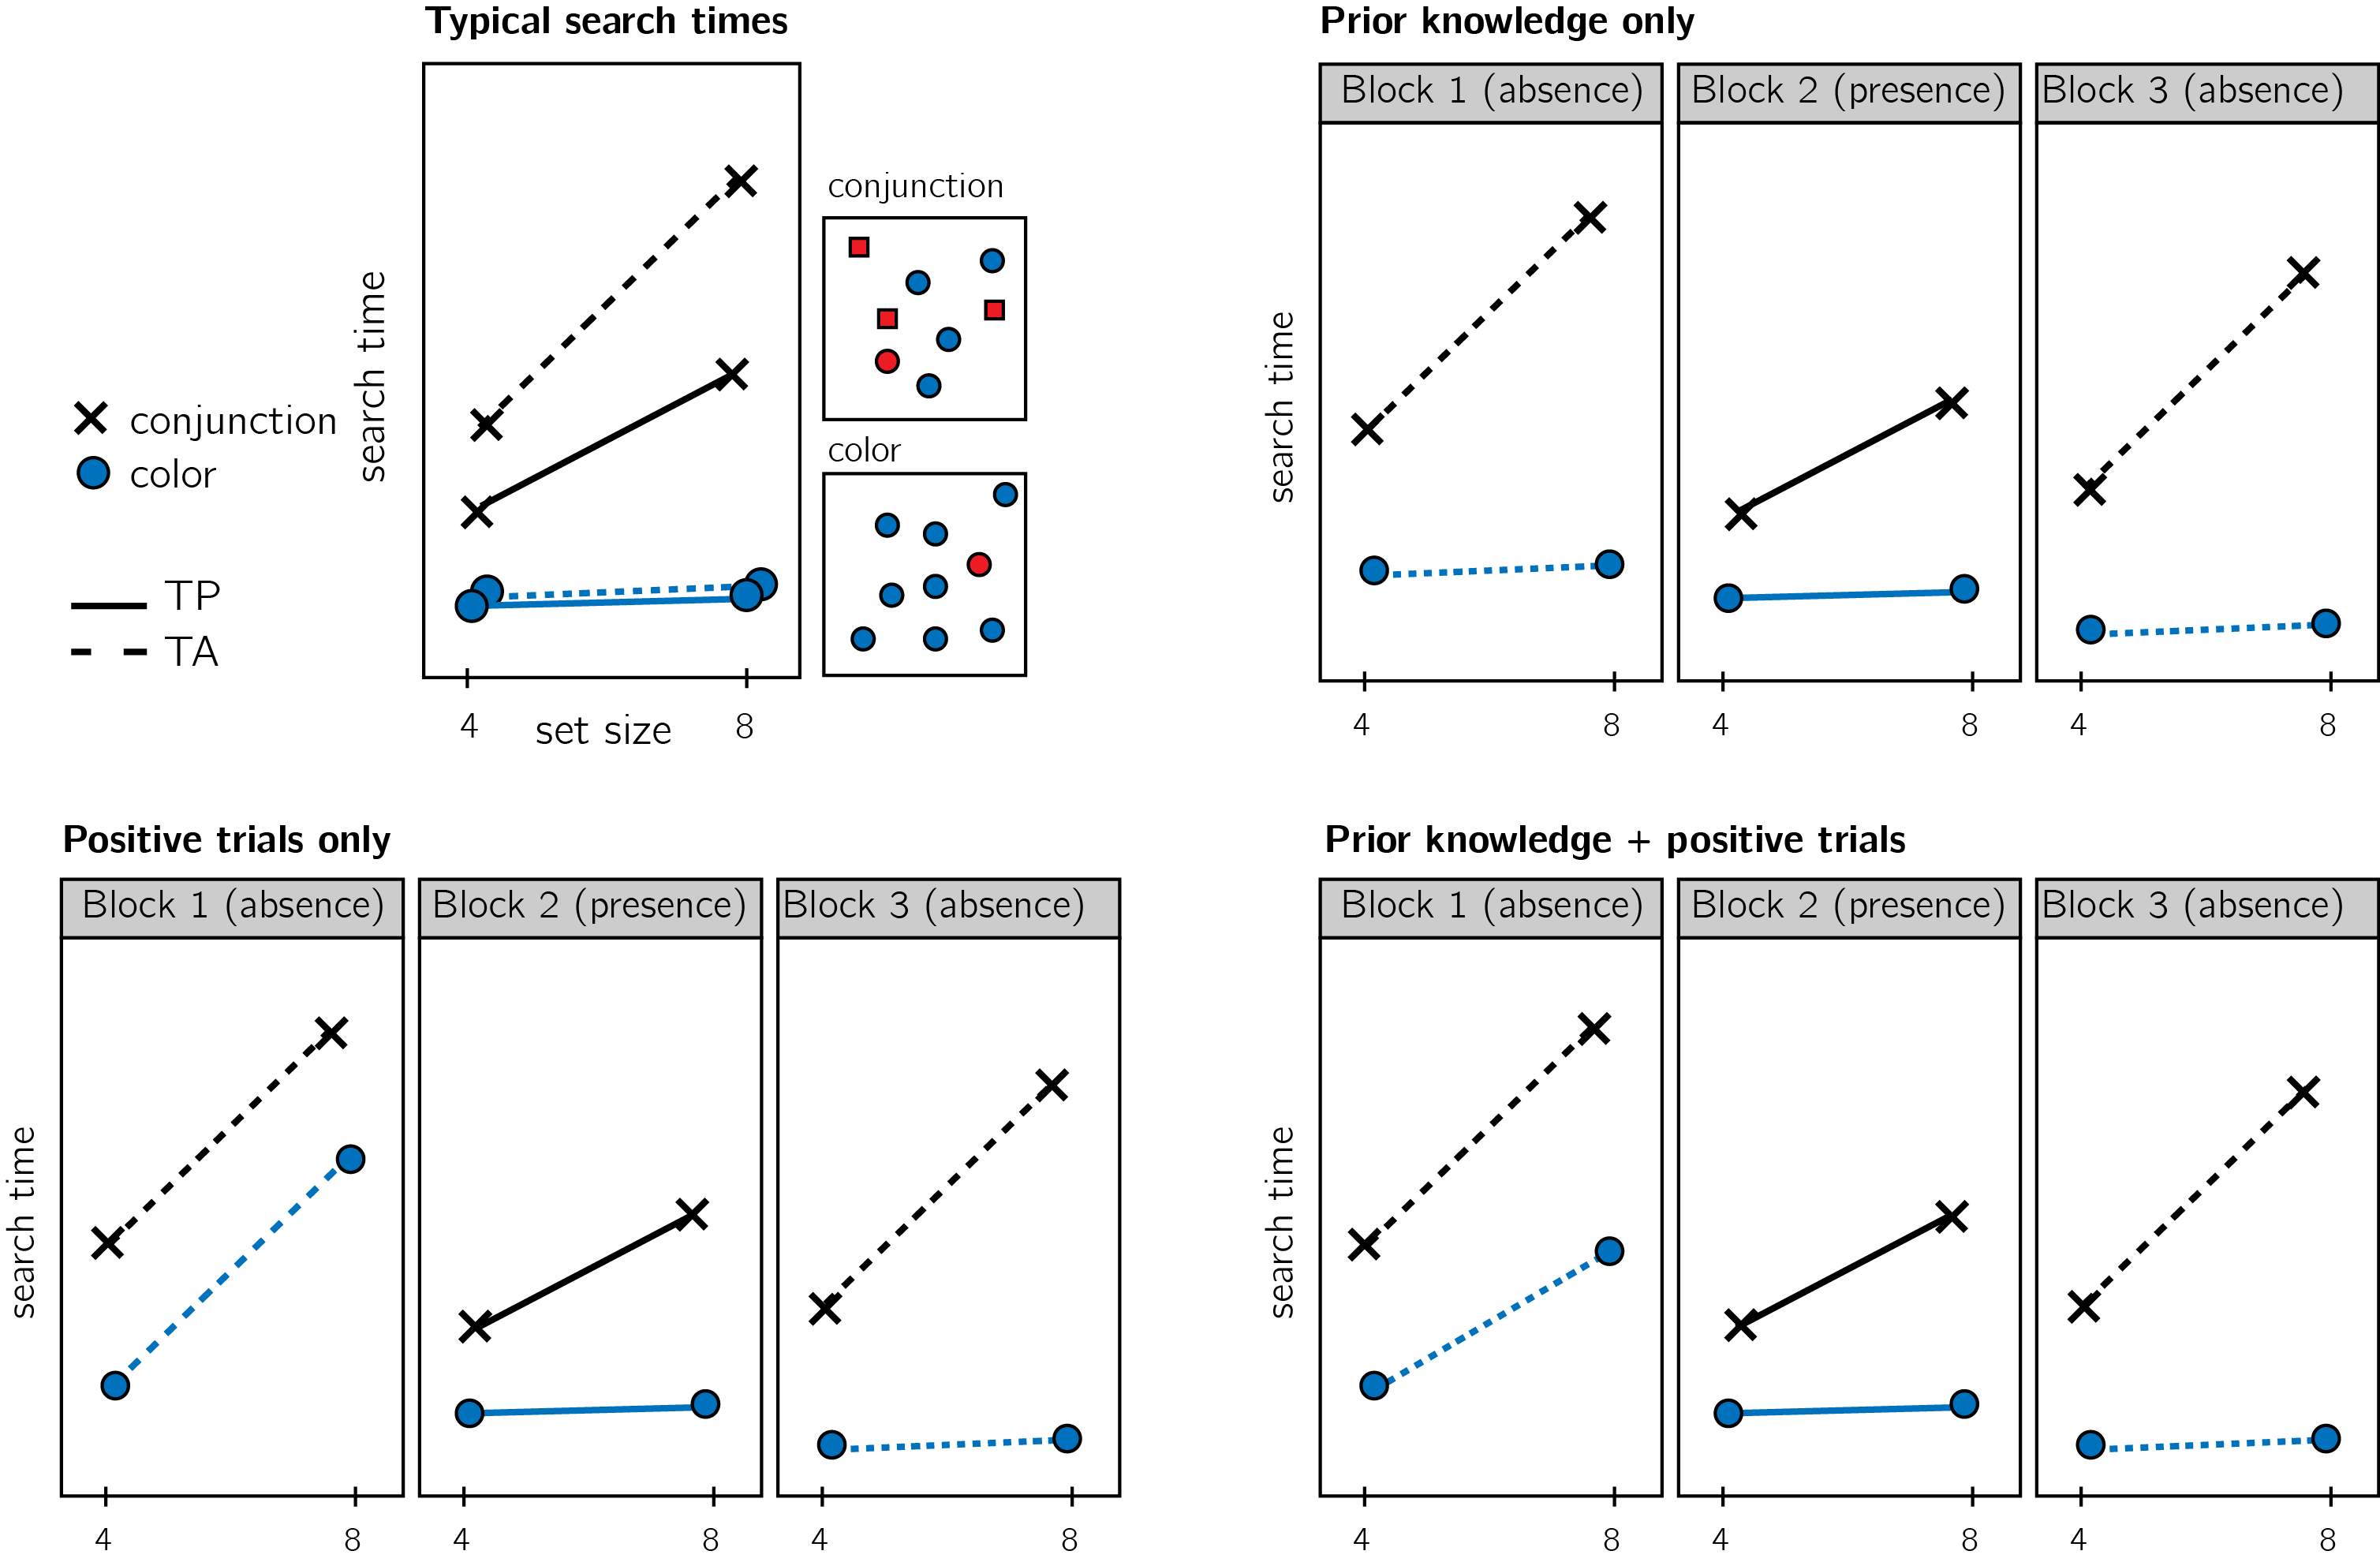 Typical search times
search time
conjunction
color
TP
TA
4 set size 8
conjunction
color
Prior knowledge only
Block 1 (absence) Block 2 (presence) Block 3 (absence)
search time
4 8 4 8 4 8
Positive trials only
Block 1 (absence) Block 2 (presence) Block 3 (absence)
search time
4 8 4 8 4 8
Prior knowledge + positive trials
Block 1 (absence) Block 2 (presence) Block 3 (absence)
search time
4 8 4 8 4 8